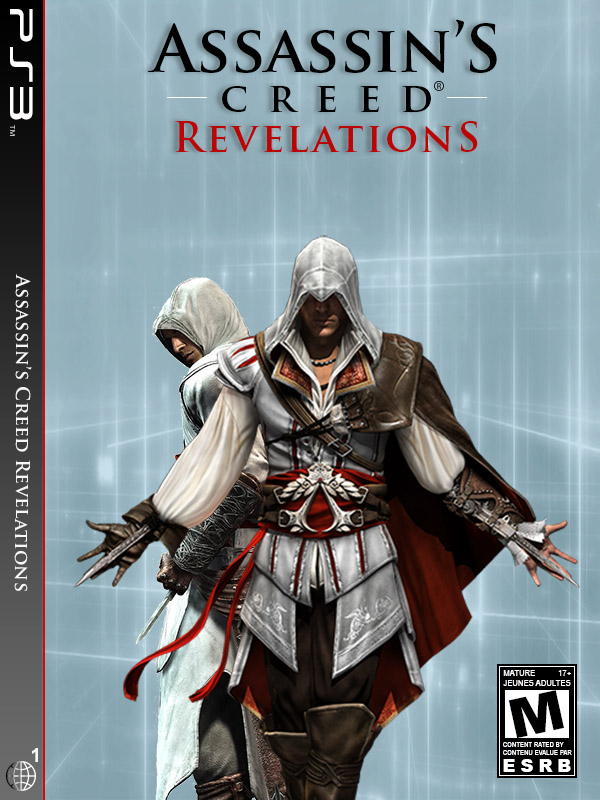 PS3
TM
ASSASSIN'S CREED REVELATIONS
1
ASSASSIN'S
CREED®
REVELATIONS
MATURE 17+
JEUNES ADULTES
M
CONTENT RATED BY
CONTENU EVALUE PAR
ESRB